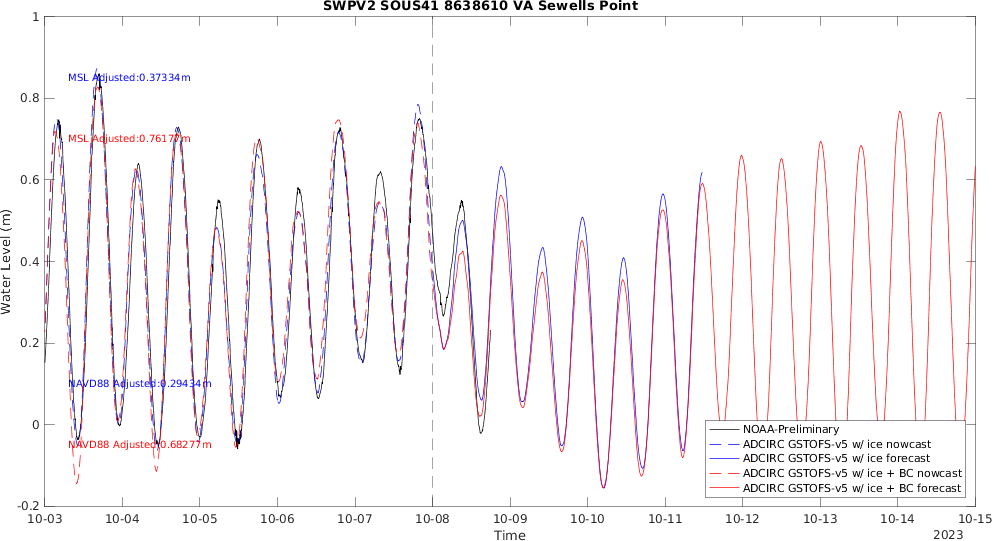 SWPV2 SOUS41 8638610 VA Sewells Point
1
0.8
0.6
0.4
0.2
0
-0.2
Water Level (m)
MSL Adjusted:0.37334m
MSL Adjusted:0.76177m
NAVD88 Adjusted:0.29434m
NAVD88 Adjusted:0.68277m
NOAA-Preliminary
ADCIRC GSTOFS-v5 w/ ice nowcast
ADCIRC GSTOFS-v5 w/ ice forecast
ADCIRC GSTOFS-v5 w/ ice + BC nowcast
ADCIRC GSTOFS-v5 w/ ice + BC forecast
10-03 10-04 10-05 10-06 10-07 10-08 10-09 10-10 10-11 10-12 10-13 10-14 10-15
Time
2023